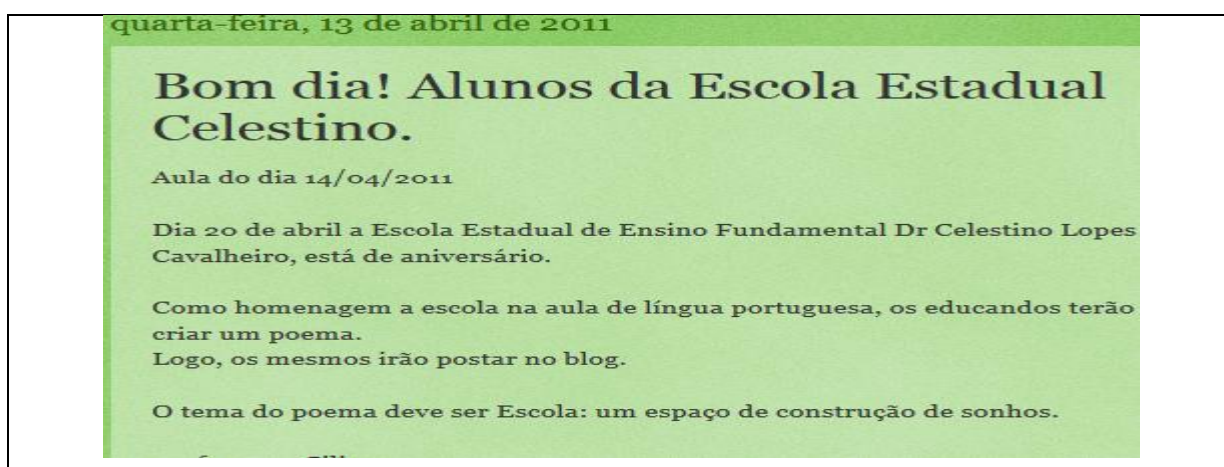 quarta-feira, 13 de abril de 2011
Bom dia! Alunos da Escola Estadual
Celestino.
Aula do dia 14/04/2011
Dia 20 de abril a Escola Estadual de Ensino Fundamental Dr Celestino Lopes
Cavalheiro, está de aniversário.
Como homenagem a escola na aula de língua portuguesa, os educandos terão
criar um poema.
Logo, os mesmos irão postar no blog.
O tema do poema deve ser Escola: um espaço de construção de sonhos.